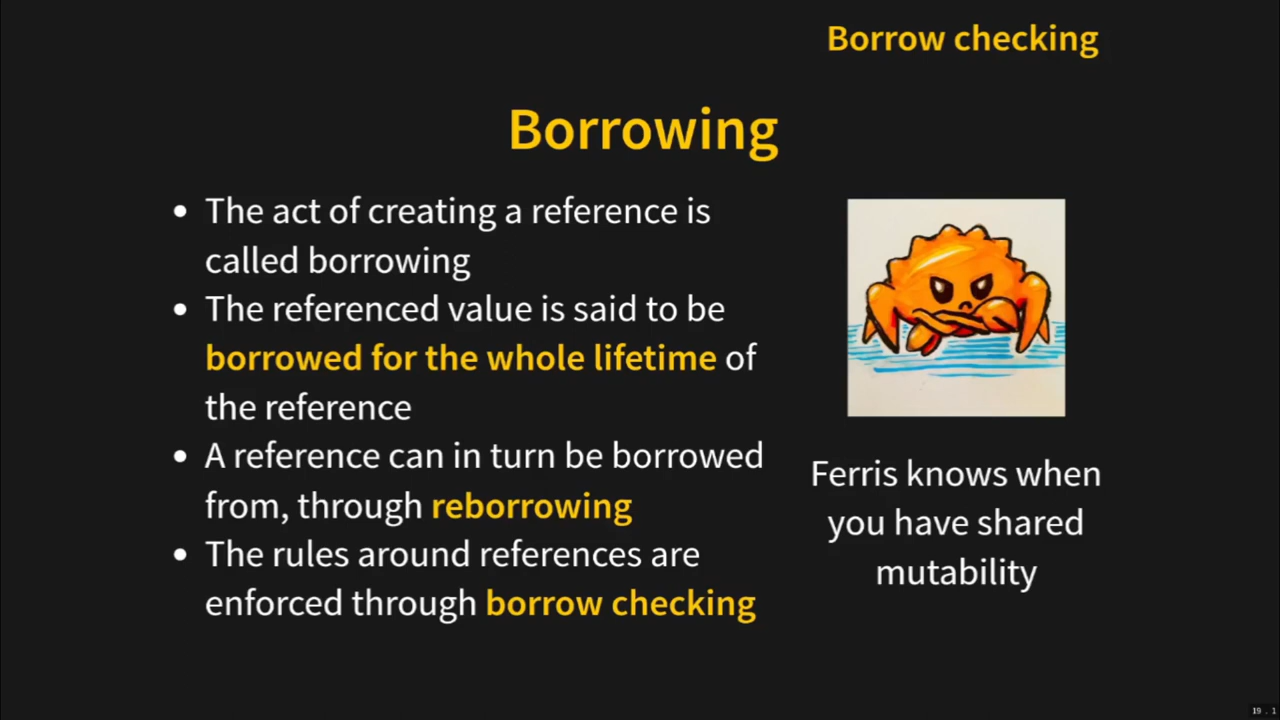 Borrow checking
Borrowing
• The act of creating a reference is
called borrowing
• The referenced value is said to be
borrowed for the whole lifetime of
the reference
• A reference can in turn be borrowed
from, through reborrowing
• The rules around references are
enforced through borrow checking
Ferris knows when
you have shared
mutability
19 . 1